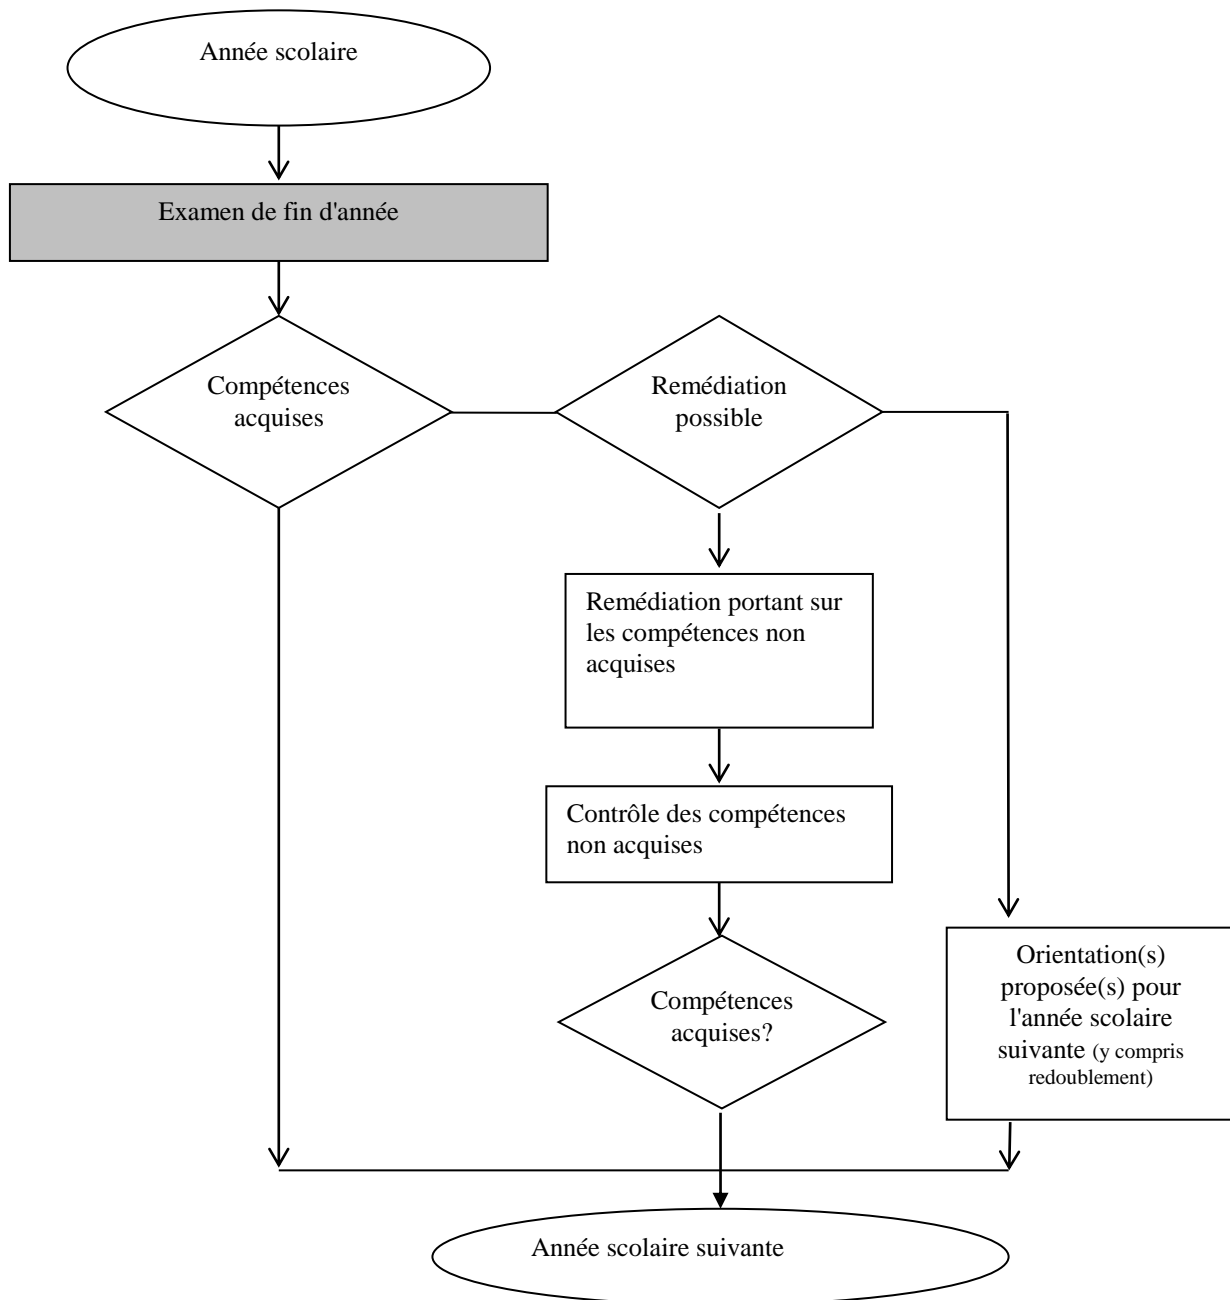 Année scolaire
Examen de fin d'année
Compétences
acquises
Remédiation
possible
Remédiation portant sur
les compétences non
acquises
Contrôle des compétences
non acquises
Compétences
acquises?
Orientation(s)
proposée(s) pour
l'année scolaire
suivante (y compris
redoublement)
Année scolaire suivante